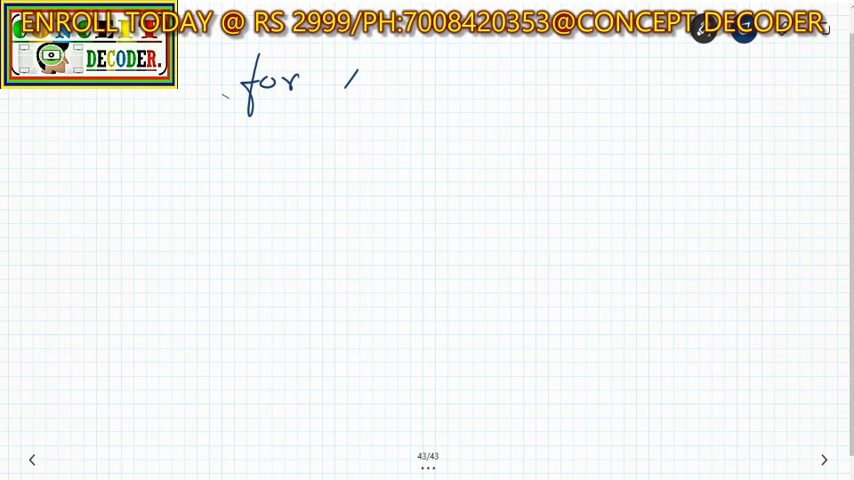 ENROLL TODAY @ RS 2999/PH:7008420353@CONCEPT DECODER.
DECODER.
for
43/43